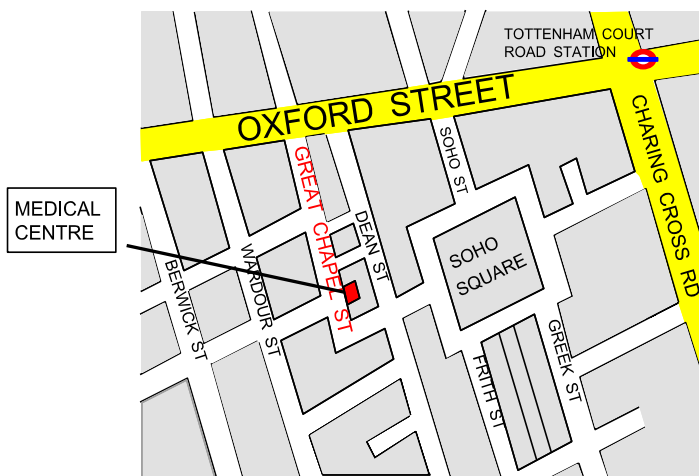 TOTTENHAM COURT
ROAD STATION
OXFORD STREET
CHARING CROSS RD
SOHO ST
GREAT CHAPEL ST
MEDICAL
CENTRE
DEAN ST
SOHO
SQUARE
WARDOUR ST
BERWICK ST
GREEK ST
FRITH ST